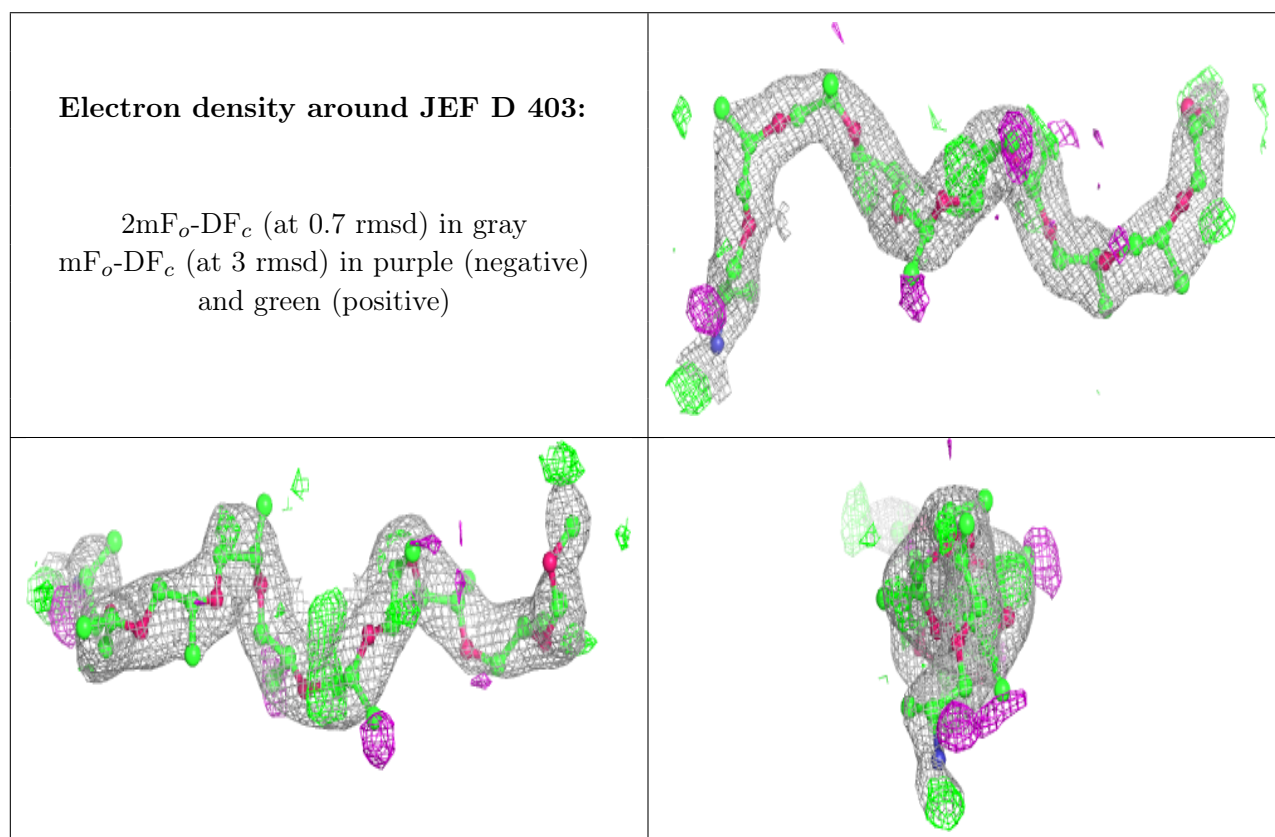 Electron density around JEF D 403:
2mFₒ-DF𝒸 (at 0.7 rmsd) in gray
mFₒ-DF𝒸 (at 3 rmsd) in purple (negative)
and green (positive)